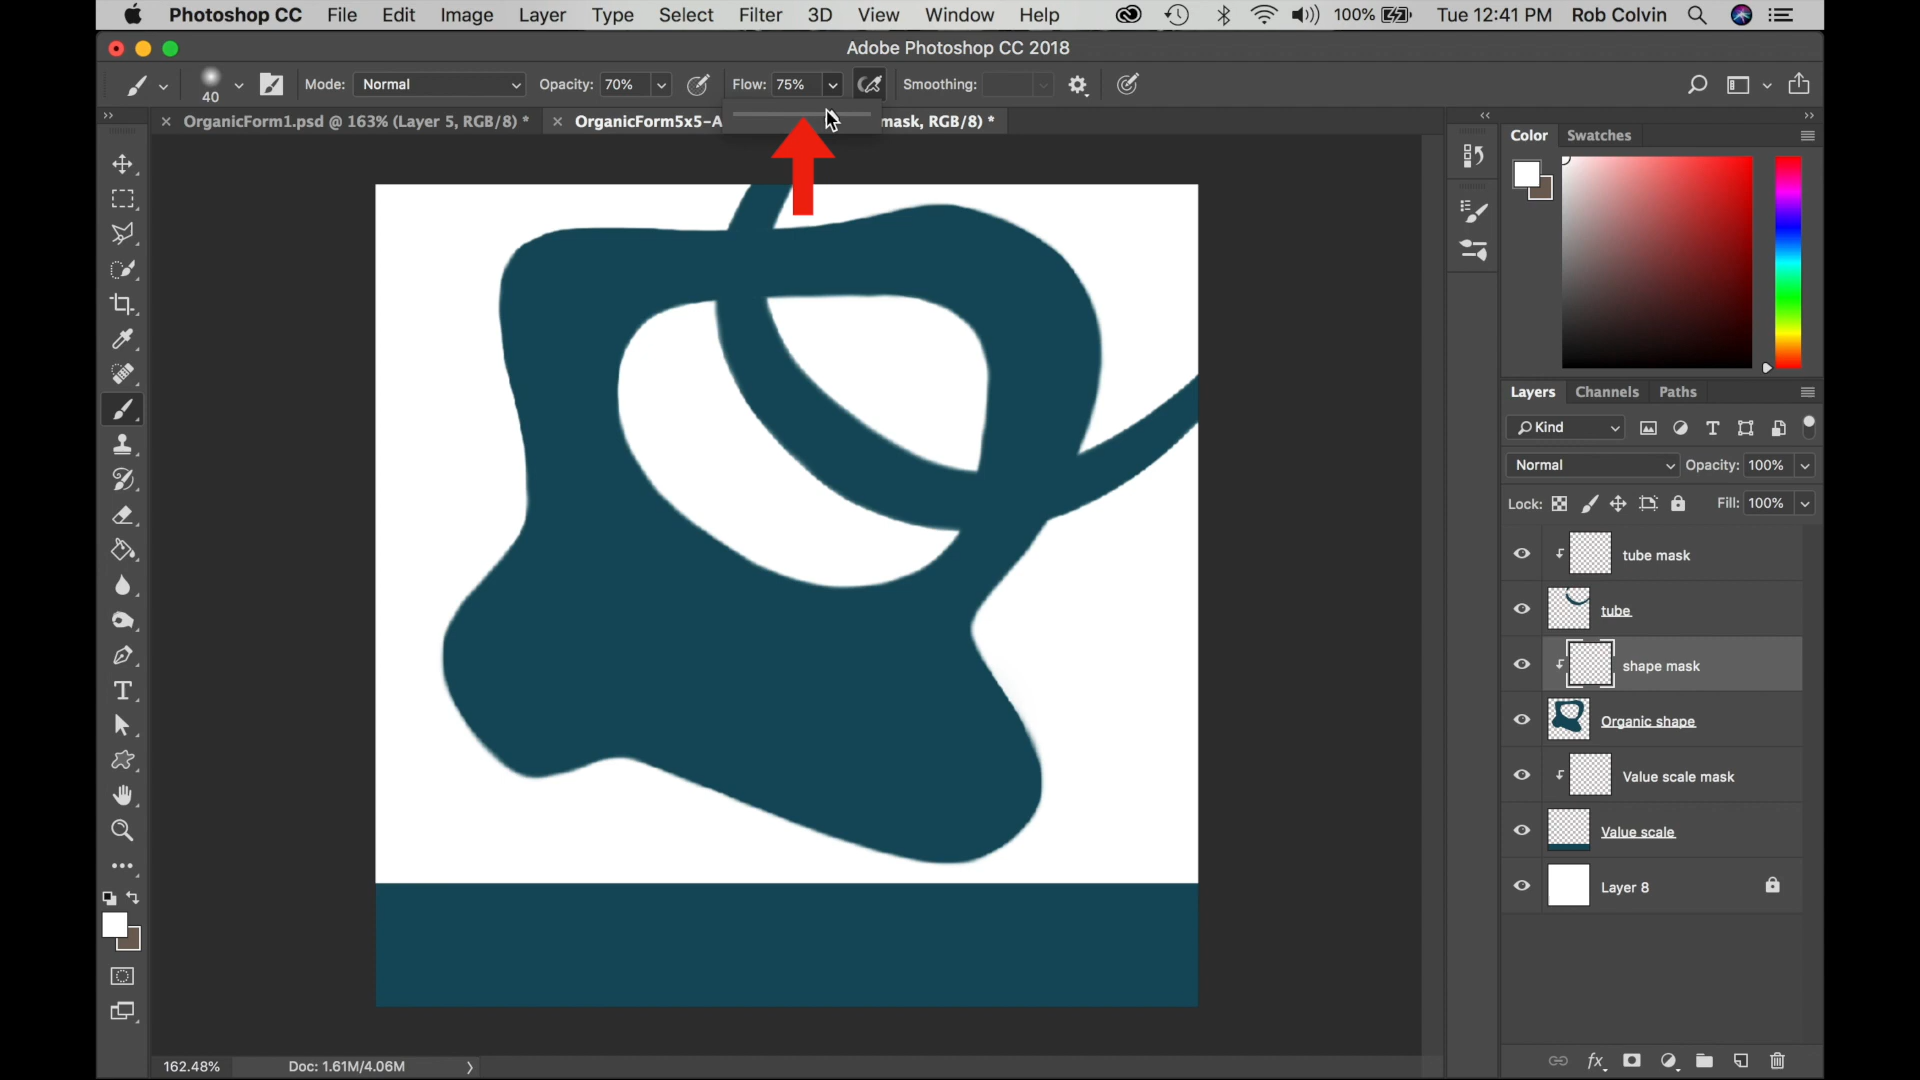 Photoshop CC File Edit Image Layer Type Select Filter 3D View Window Help 100% Tue 12:41 PM Rob Colvin
Adobe Photoshop CC 2018
40 Mode: Normal Opacity: 70% Flow: 75% Smoothing:
OrganicForm1.psd @ 163% (Layer 5, RGB/8) * OrganicForm5x5-A mask, RGB/8) *
Color Swatches
Layers Channels Paths
Kind
Normal Opacity: 100%
Lock: Fill: 100%
tube mask
tube
shape mask
Organic shape
Value scale mask
Value scale
Layer 8
162.48% Doc: 1.61M/4.06M